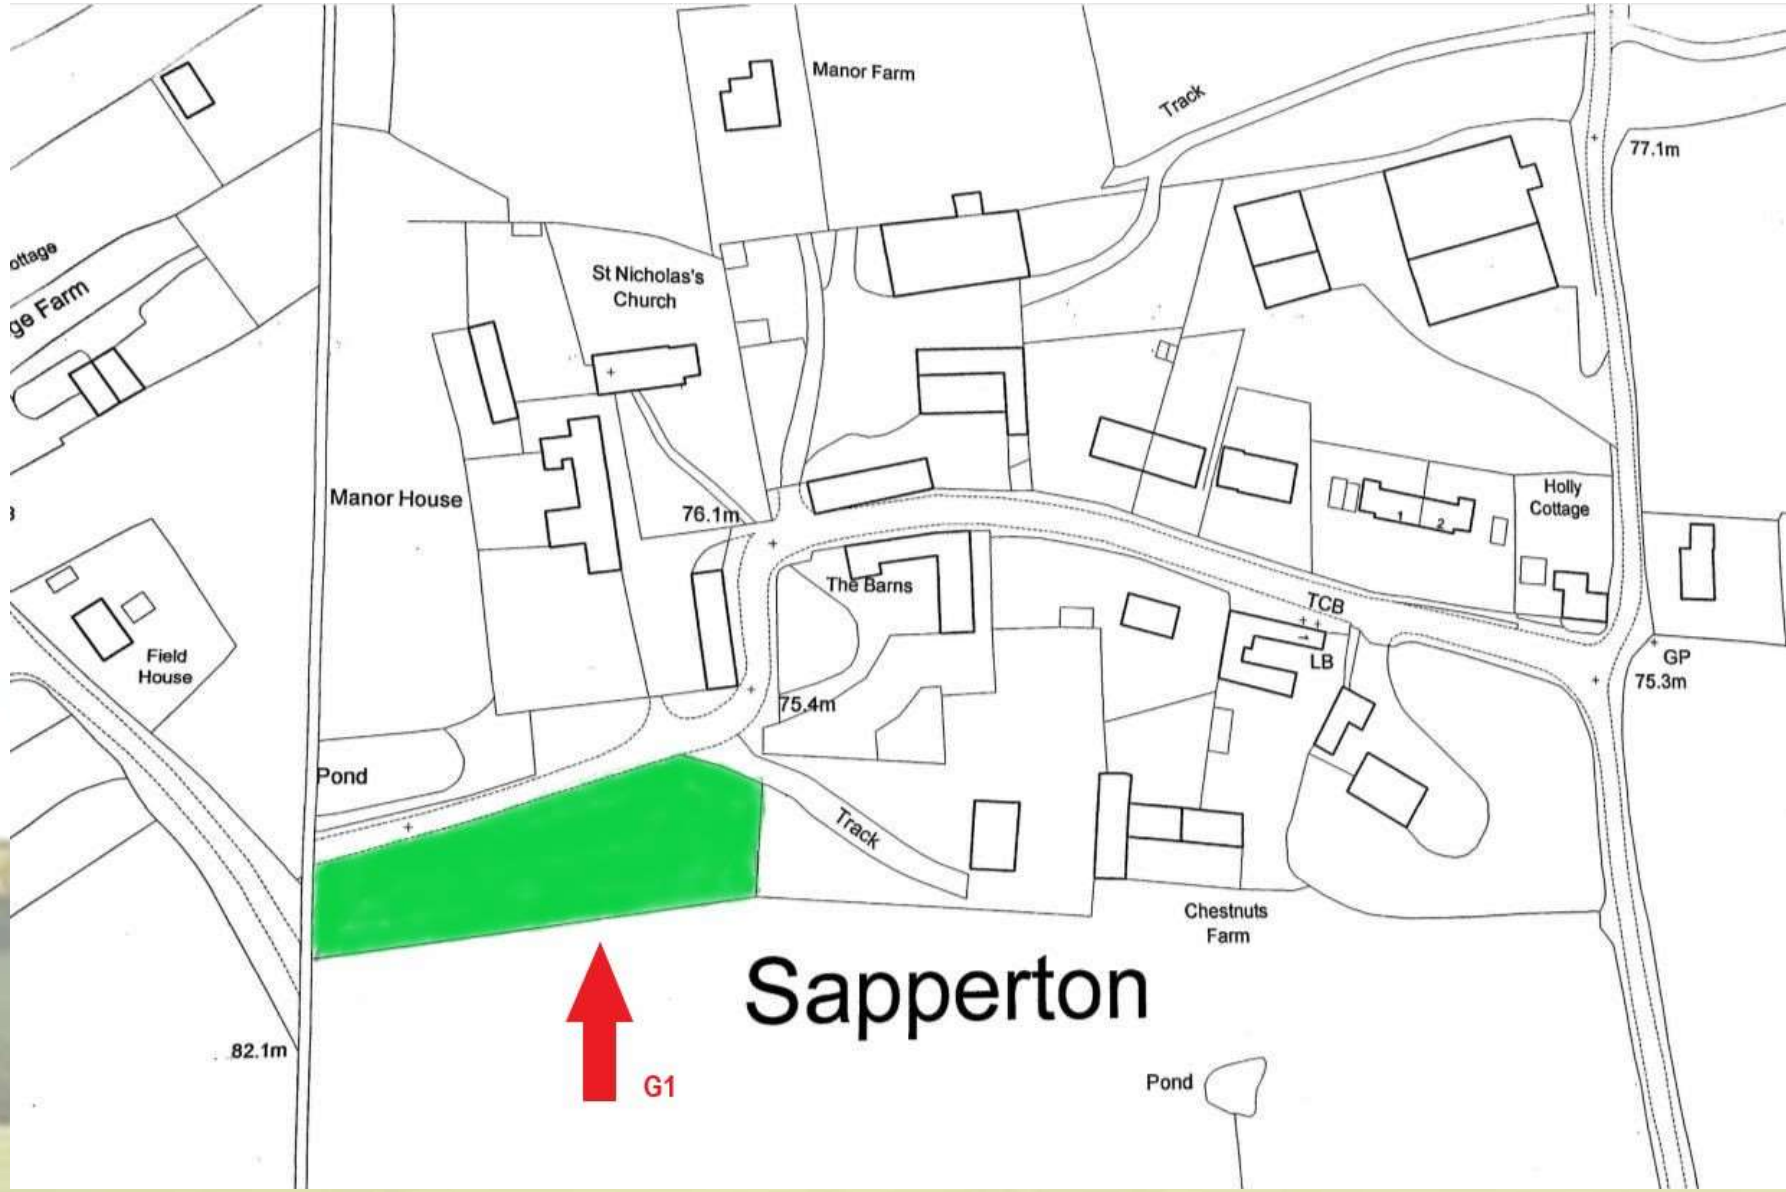 Manor Farm
Track
77.1m
ottage
ge Farm
St Nicholas's
Church
Manor House
76.1m
Holly
Cottage
1
2
The Barns
TCB
LB
GP
75.3m
Field
House
75.4m
Pond
Track
Chestnuts
Farm
Sapperton
82.1m
G1
Pond